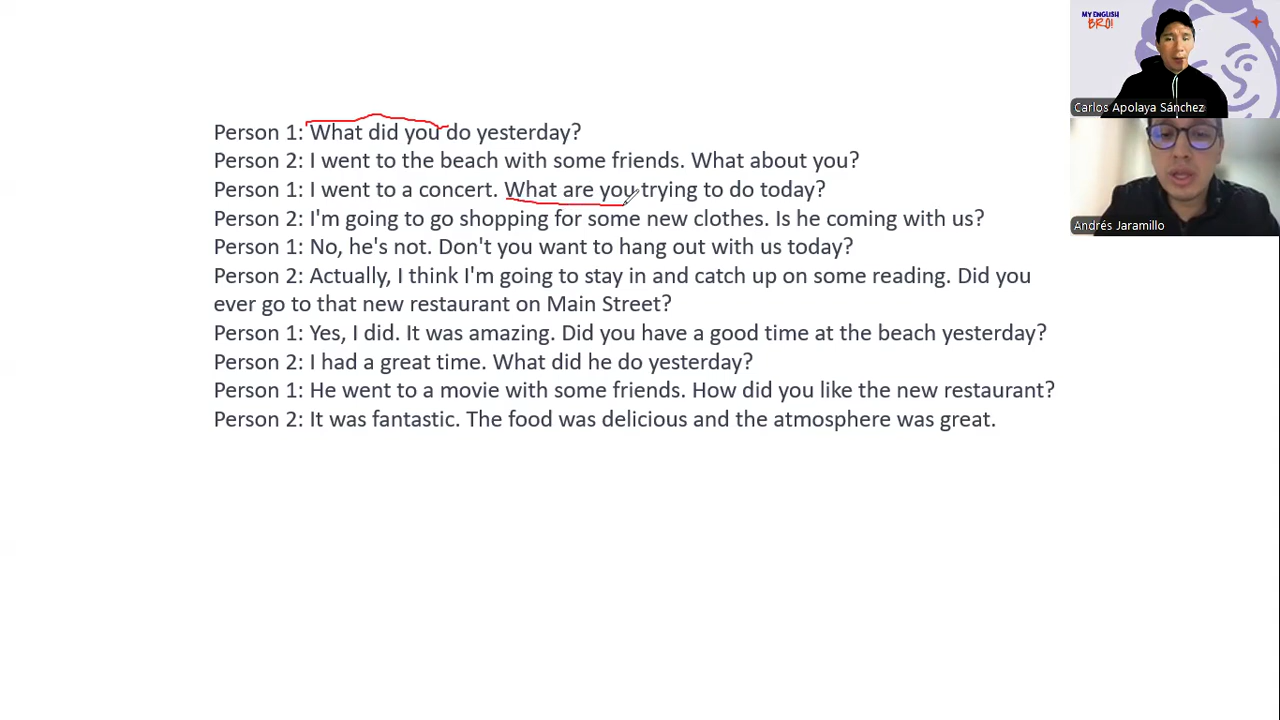 MY ENGLISH
BRO!
Carlos Apolaya Sánchez
Andrés Jaramillo
Person 1: What did you do yesterday?
Person 2: I went to the beach with some friends. What about you?
Person 1: I went to a concert. What are you trying to do today?
Person 2: I'm going to go shopping for some new clothes. Is he coming with us?
Person 1: No, he's not. Don't you want to hang out with us today?
Person 2: Actually, I think I'm going to stay in and catch up on some reading. Did you
ever go to that new restaurant on Main Street?
Person 1: Yes, I did. It was amazing. Did you have a good time at the beach yesterday?
Person 2: I had a great time. What did he do yesterday?
Person 1: He went to a movie with some friends. How did you like the new restaurant?
Person 2: It was fantastic. The food was delicious and the atmosphere was great.